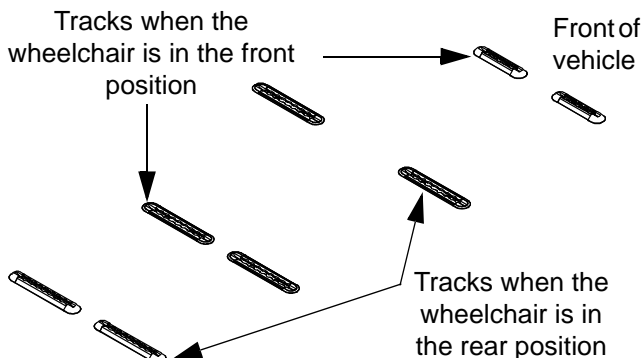 Tracks when the
wheelchair is in the front
position
Front of
vehicle
Tracks when the
wheelchair is in
the rear position